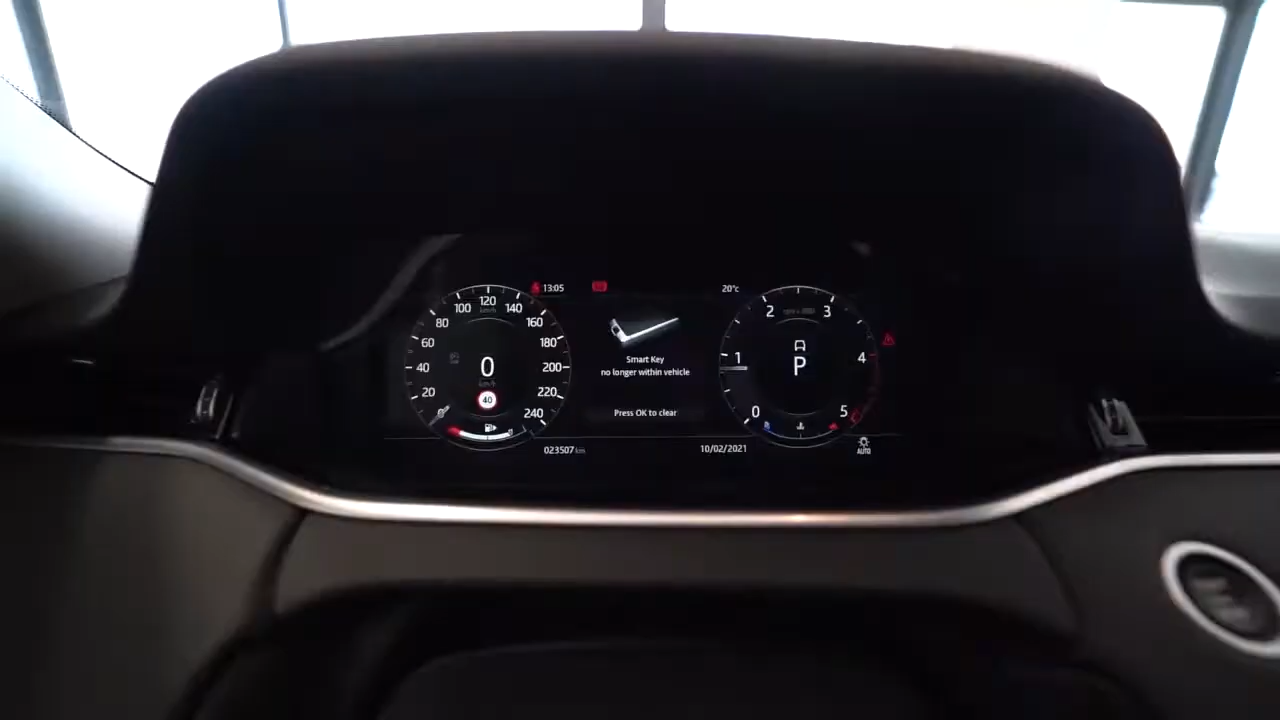 13:05
20°c
120
100
140
80
160
60
180
40
200
20
220
240
0
km/h
40
Smart Key
no longer within vehicle
Press OK to clear
2
3
1
4
0
5
P
023507 km
10/02/2021
AUTO